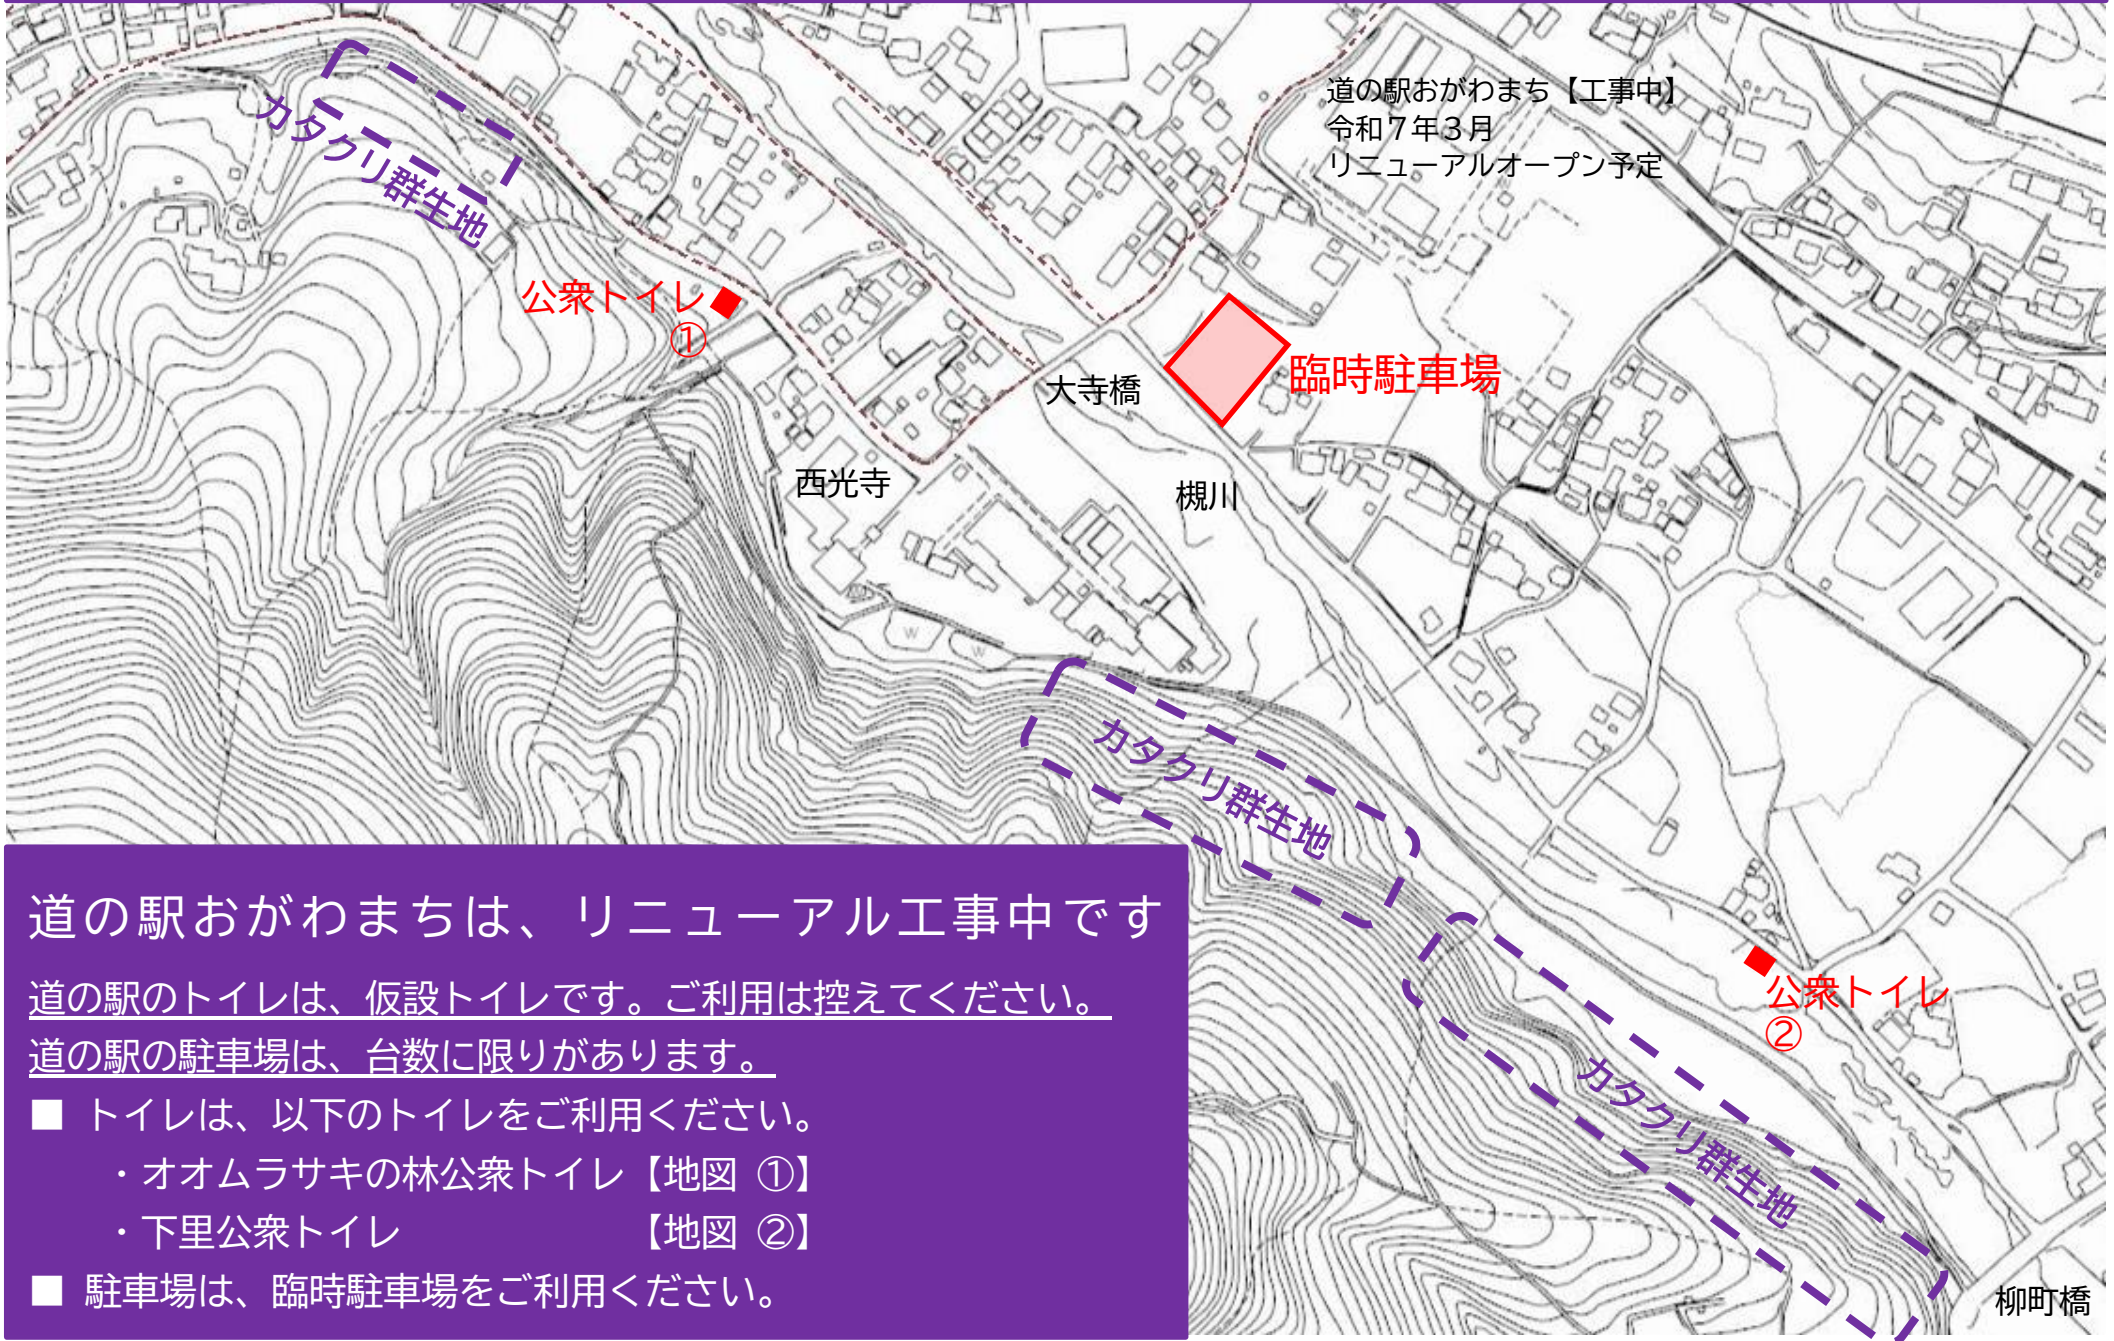 道の駅おがわまち【工事中】
令和７年３月
リニューアルオープン予定
カタクリ群生地
公衆トイレ
①
臨時駐車場
大寺橋
西光寺
槻川
W
W
カタクリ群生地
公衆トイレ
②
カタクリ群生地
柳町橋
道の駅おがわまちは、リニューアル工事中です
道の駅のトイレは、仮設トイレです。ご利用は控えてください。
道の駅の駐車場は、台数に限りがあります。
■ トイレは、以下のトイレをご利用ください。
・オオムラサキの林公衆トイレ【地図 ①】
・下里公衆トイレ 【地図 ②】
■ 駐車場は、臨時駐車場をご利用ください。